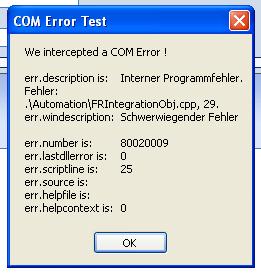 COM Error Test
We intercepted a COM Error !
err.description is: Interner Programmfehler.
Fehler:
.\Automation\FRIntegrationObj.cpp, 29.
err.windescription: Schwerwiegender Fehler
err.number is: 80020009
err.lastdllerror is: 0
err.scriptline is: 25
err.source is:
err.helpfile is:
err.helpcontext is: 0
OK